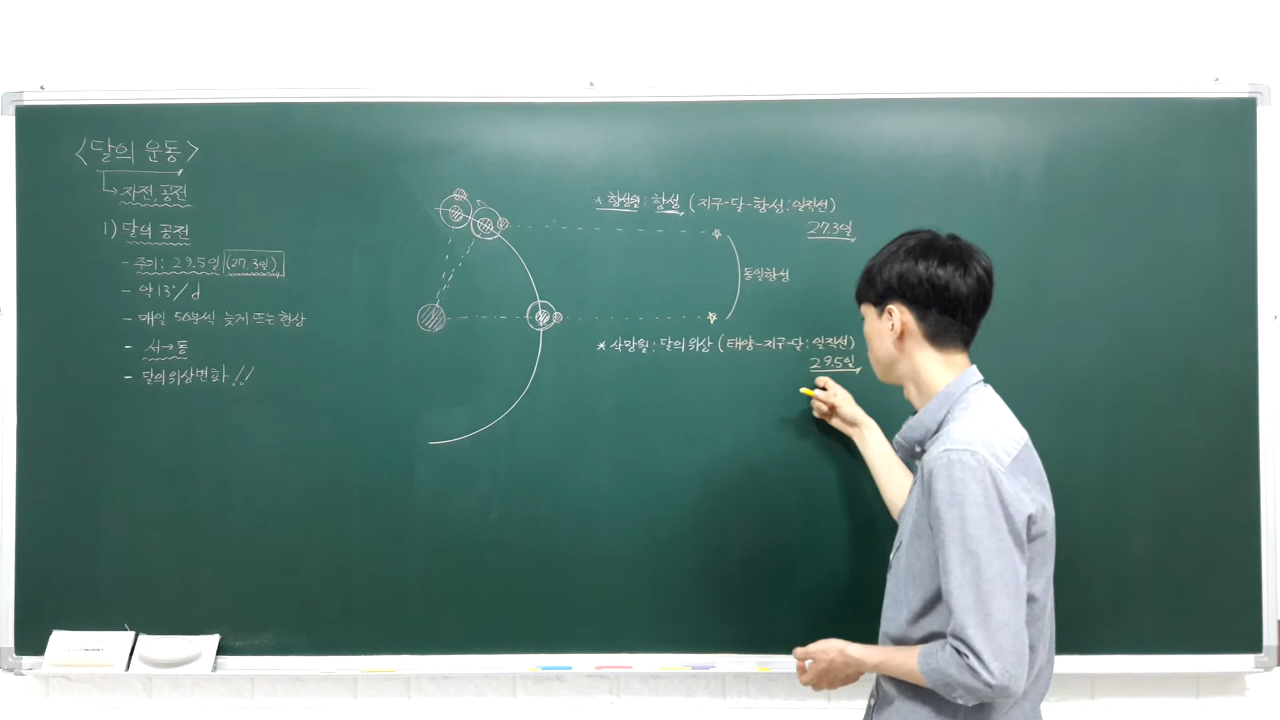 <달의 운동>
자전, 공전
1) 달의 공전
- 주기: 29.5일 (27.3일)
- 약 13°/d
- 매일 50분씩 늦게 뜨는 현상
- 서→동
- 달의 위상변화!!
* 항성월: 항성 (지구-달-항성: 일직선)
27.3일
동일항성
* 삭망월: 달의 위상 (태양-지구-달: 일직선)
29.5일